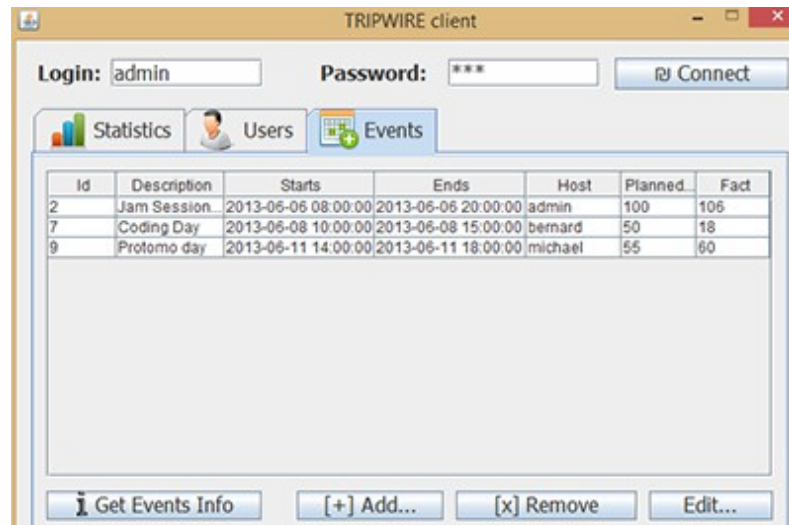 TRIPWIRE client
Login: admin Password: *** ₪ Connect
Statistics Users Events
Id Description Starts Ends Host Planned... Fact
2 Jam Session... 2013-06-06 08:00:00 2013-06-06 20:00:00 admin 100 106
7 Coding Day 2013-06-08 10:00:00 2013-06-08 15:00:00 bernard 50 18
9 Protomo day 2013-06-11 14:00:00 2013-06-11 18:00:00 michael 55 60
i Get Events Info [+] Add... [x] Remove Edit...